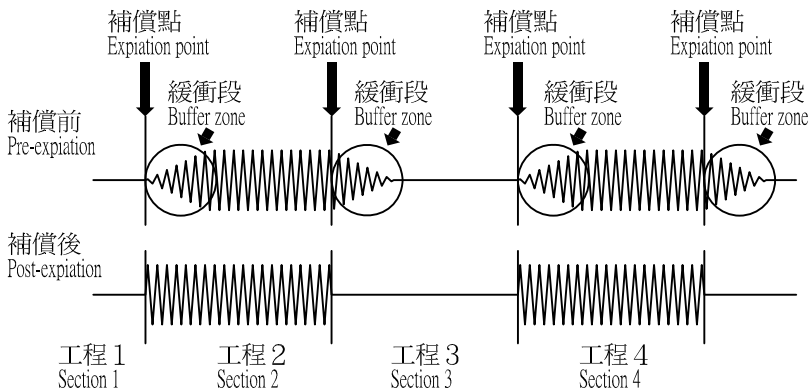 補償點
Expiation point
補償點
Expiation point
補償點
Expiation point
補償點
Expiation point
緩衝段
Buffer zone
緩衝段
Buffer zone
緩衝段
Buffer zone
緩衝段
Buffer zone
補償前
Pre-expiation
補償後
Post-expiation
工程1
Section 1
工程2
Section 2
工程3
Section 3
工程4
Section 4